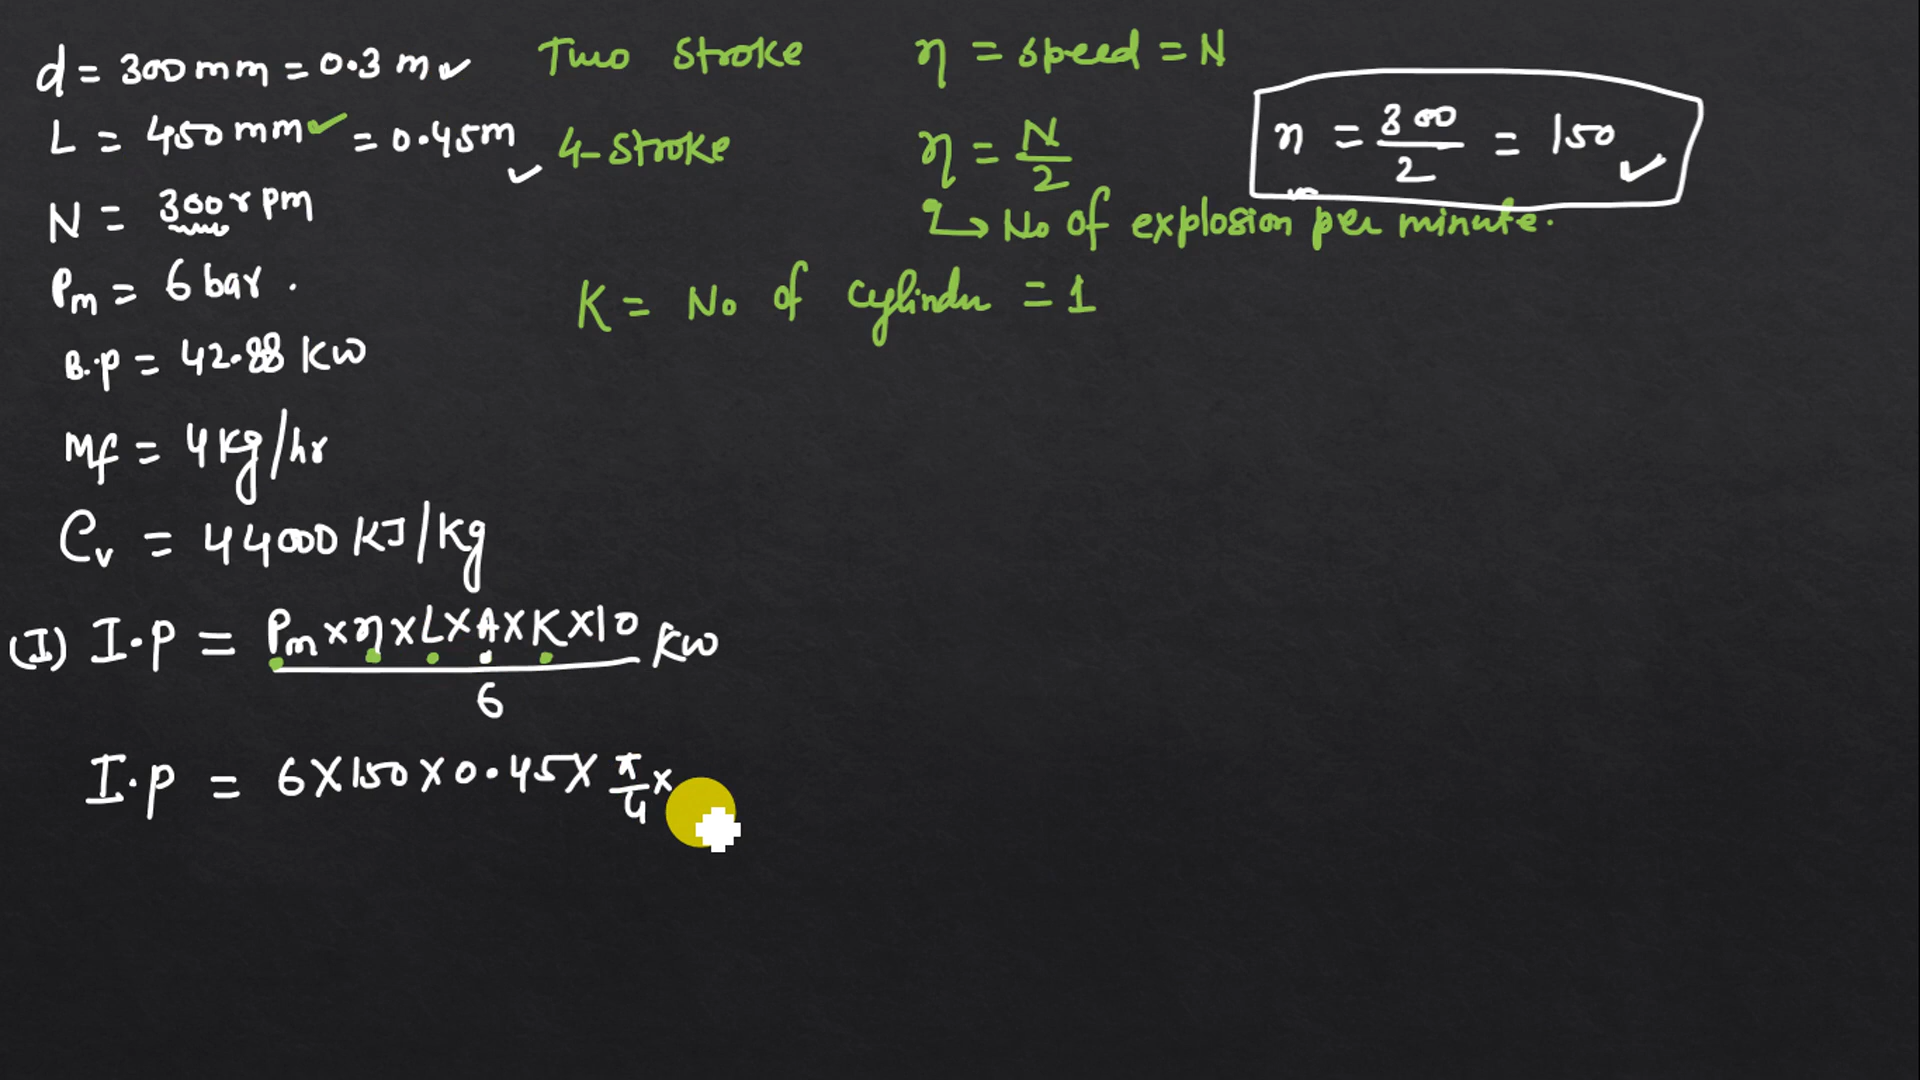 d = 300 mm = 0.3 m ✓
L = 450 mm ✓ = 0.45m ✓
N = 300 r pm
Pm = 6 bar .
B.p = 42.88 KW
Mf = 4 Kg/hr
Cv = 44000 KJ/Kg
Two Stroke η = speed = N
4-Stroke η = N/2
↳ No of explosion per minute.
n = 300/2 = 150 ✓
K = No of cylinder = 1
(I) I.P = Pm × η × L × A × K × 10 / 6 KW
I.P = 6 × 150 × 0.45 × π/4 ×